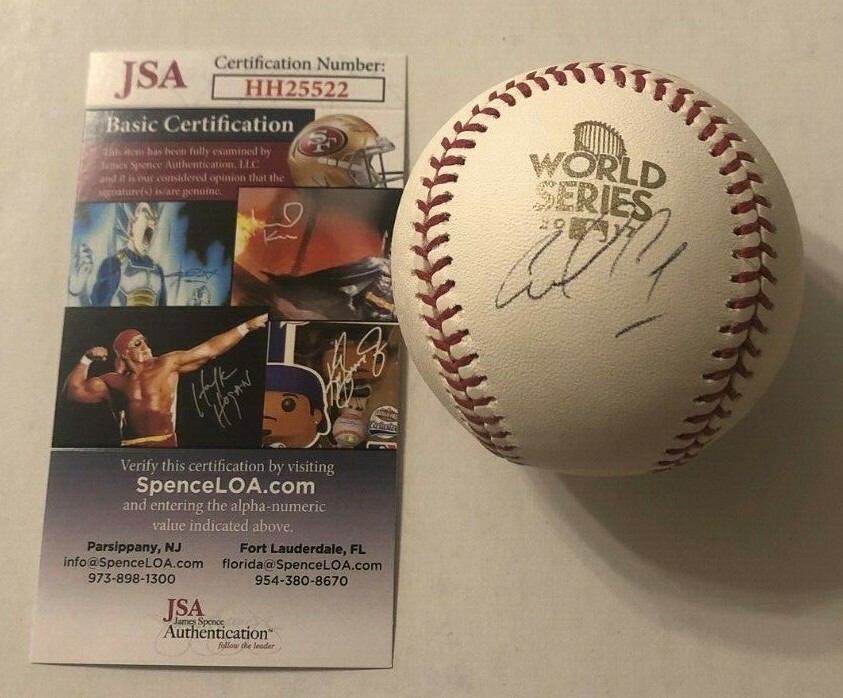 JSA
Certification Number:
HH25522
Basic Certification
This item has been fully examined by
James Spence Authentication, LLC
and it is our considered opinion that the
signature(s) is/are genuine.
SF
HULK
HOGAN
Verify this certification by visiting
SpenceLOA.com
and entering the alpha-numeric
value indicated above.
Parsippany, NJ
info@SpenceLOA.com
973-898-1300
Fort Lauderdale, FL
florida@SpenceLOA.com
954-380-8670
JSA
James Spence
Authentication™
follow the leader
WORLD
SERIES
2017